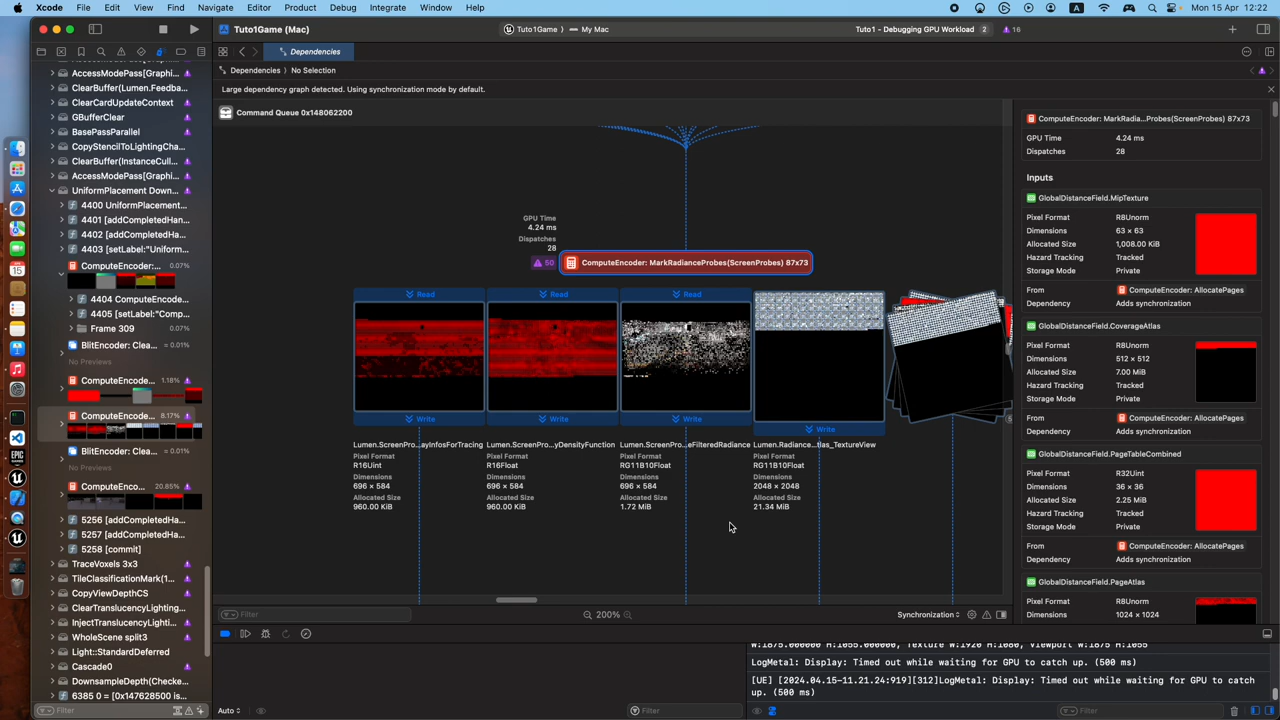 Xcode File Edit View Find Navigate Editor Product Debug Integrate Window Help
Mon 15 Apr 12:22
Tuto1Game (Mac)
Tuto1Game
My Mac
Tuto1 - Debugging GPU Workload 2
16
Dependencies
Dependencies No Selection
Large dependency graph detected. Using synchronization mode by default.
Command Queue 0x148062200
AccessModePass[Graphi...
ClearBuffer(Lumen.Feedba...
ClearCardUpdateContext
GBufferClear
BasePassParallel
CopyStencilToLightingCha...
ClearBuffer(InstanceCull...
AccessModePass[Graphi...
UniformPlacement Down...
4400 UniformPlacement...
4401 [addCompletedHan...
4402 [addCompletedHan...
4403 [setLabel:"Uniform...
ComputeEncoder:... 0.07%
4404 ComputeEncode...
4405 [setLabel:"Comp...
Frame 309
BlitEncoder: Clea... ≈ 0.01%
No Previews
ComputeEncode... 1.18%
ComputeEncode... 8.17%
BlitEncoder: Clea... ≈ 0.01%
No Previews
ComputeEnco... 20.85%
5256 [addCompletedHa...
5257 [addCompletedHa...
5258 [commit]
TraceVoxels 3x3
TileClassificationMark(1...
CopyViewDepthCS
ClearTranslucencyLighting...
InjectTranslucencyLighti...
WholeScene split3
Light::StandardDeferred
Cascade0
DownsampleDepth(Checke...
6385 0 = [0x147628500 is...
Filter
GPU Time
4.24 ms
Dispatches
28
50
ComputeEncoder: MarkRadianceProbes(ScreenProbes) 87x73
Read
Read
Read
Write
Write
Write
Write
Lumen.ScreenPro...ayInfosForTracing
Pixel Format
R16Uint
Dimensions
696 × 584
Allocated Size
960.00 KiB
Lumen.ScreenPro...yDensityFunction
Pixel Format
R16Float
Dimensions
696 × 584
Allocated Size
960.00 KiB
Lumen.ScreenPro...eFilteredRadiance
Pixel Format
RG11B10Float
Dimensions
696 × 584
Allocated Size
1.72 MiB
Lumen.Radiance...tlas_TextureView
Pixel Format
RG11B10Float
Dimensions
2048 × 2048
Allocated Size
21.34 MiB
Filter
200%
Synchronization
ComputeEncoder: MarkRadia...Probes(ScreenProbes) 87x73
GPU Time 4.24 ms
Dispatches 28
Inputs
GlobalDistanceField.MipTexture
Pixel Format R8Unorm
Dimensions 63 × 63
Allocated Size 1,008.00 KiB
Hazard Tracking Tracked
Storage Mode Private
From ComputeEncoder: AllocatePages
Dependency Adds synchronization
GlobalDistanceField.CoverageAtlas
Pixel Format R8Unorm
Dimensions 512 × 512
Allocated Size 7.00 MiB
Hazard Tracking Tracked
Storage Mode Private
From ComputeEncoder: AllocatePages
Dependency Adds synchronization
GlobalDistanceField.PageTableCombined
Pixel Format R32Uint
Dimensions 36 × 36
Allocated Size 2.25 MiB
Hazard Tracking Tracked
Storage Mode Private
From ComputeEncoder: AllocatePages
Dependency Adds synchronization
GlobalDistanceField.PageAtlas
Pixel Format R8Unorm
Dimensions 1024 × 1024
W:1875.000000 H:1055.000000, Texture W:1920 H:1080, Viewport W:1875 H:1055
LogMetal: Display: Timed out while waiting for GPU to catch up. (500 ms)
[UE] [2024.04.15-11.21.24:919][312]LogMetal: Display: Timed out while waiting for GPU to catch
up. (500 ms)
Auto
Filter
Filter